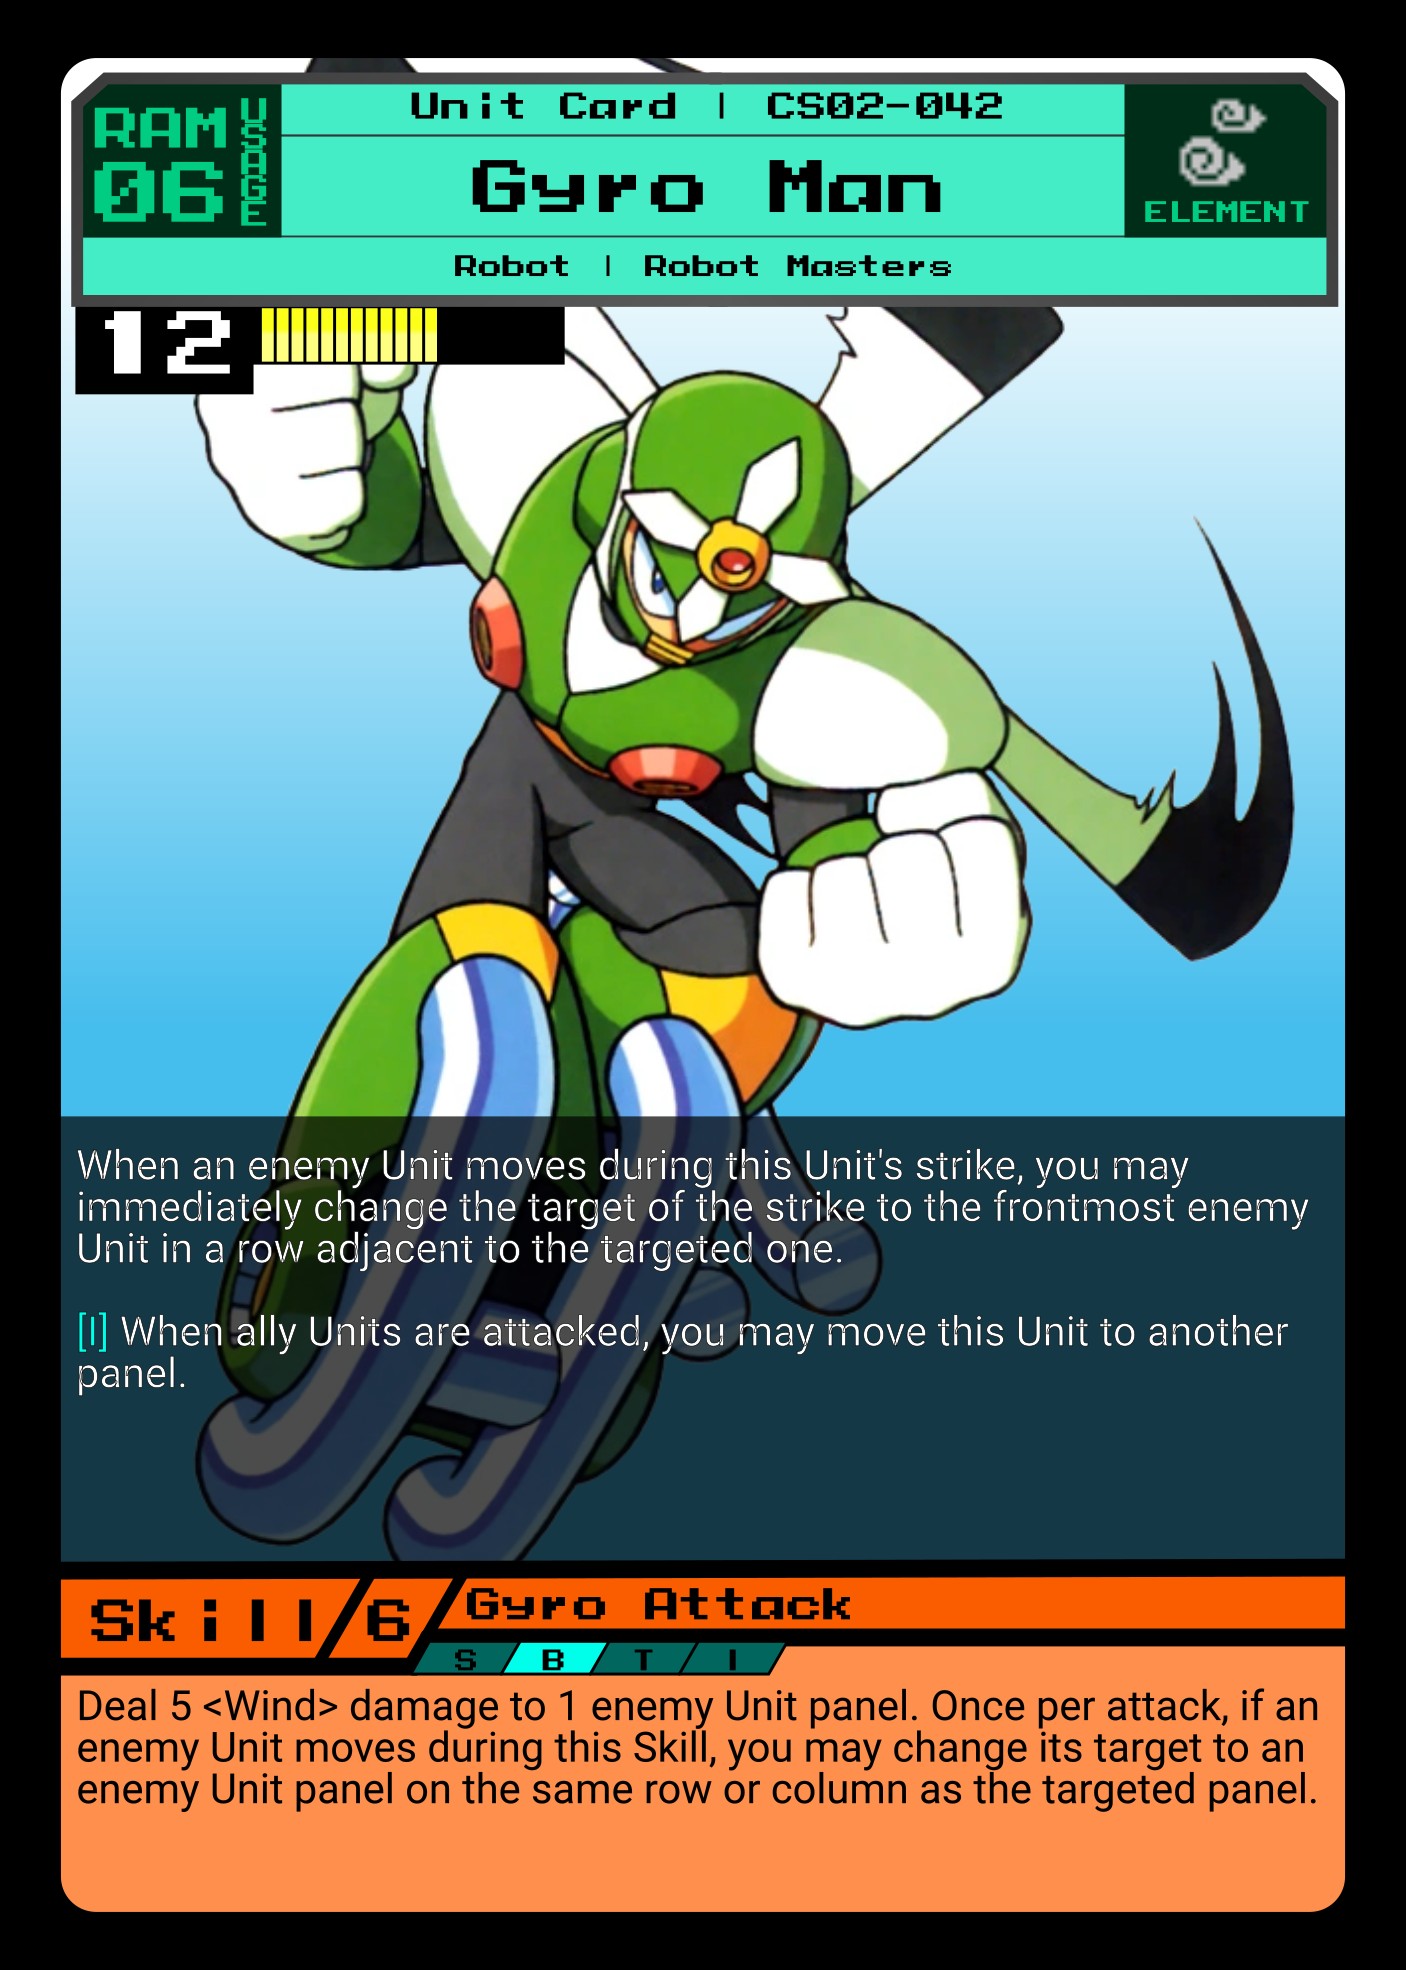 RAM 06 USAGE
Unit Card | CS02-042
Gyro Man
ELEMENT
Robot | Robot Masters
12
When an enemy Unit moves during this Unit's strike, you may
immediately change the target of the strike to the frontmost enemy
Unit in a row adjacent to the targeted one.
[I] When ally Units are attacked, you may move this Unit to another
panel.
Skill/6/Gyro Attack
S B T I
Deal 5 <Wind> damage to 1 enemy Unit panel. Once per attack, if an
enemy Unit moves during this Skill, you may change its target to an
enemy Unit panel on the same row or column as the targeted panel.